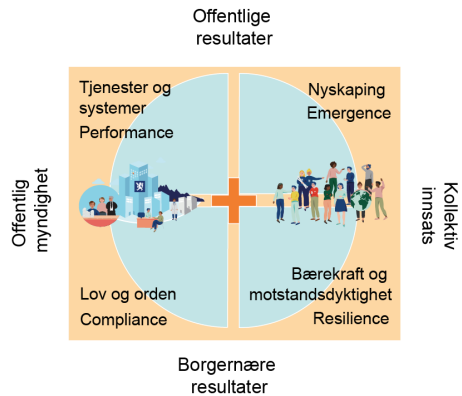 Offentlige
resultater
Tjenester og
systemer
Performance
Nyskaping
Emergence
Offentlig
myndighet
Kollektiv
innsats
Lov og orden
Compliance
Bærekraft og
motstandsdyktighet
Resilience
Borgernære
resultater